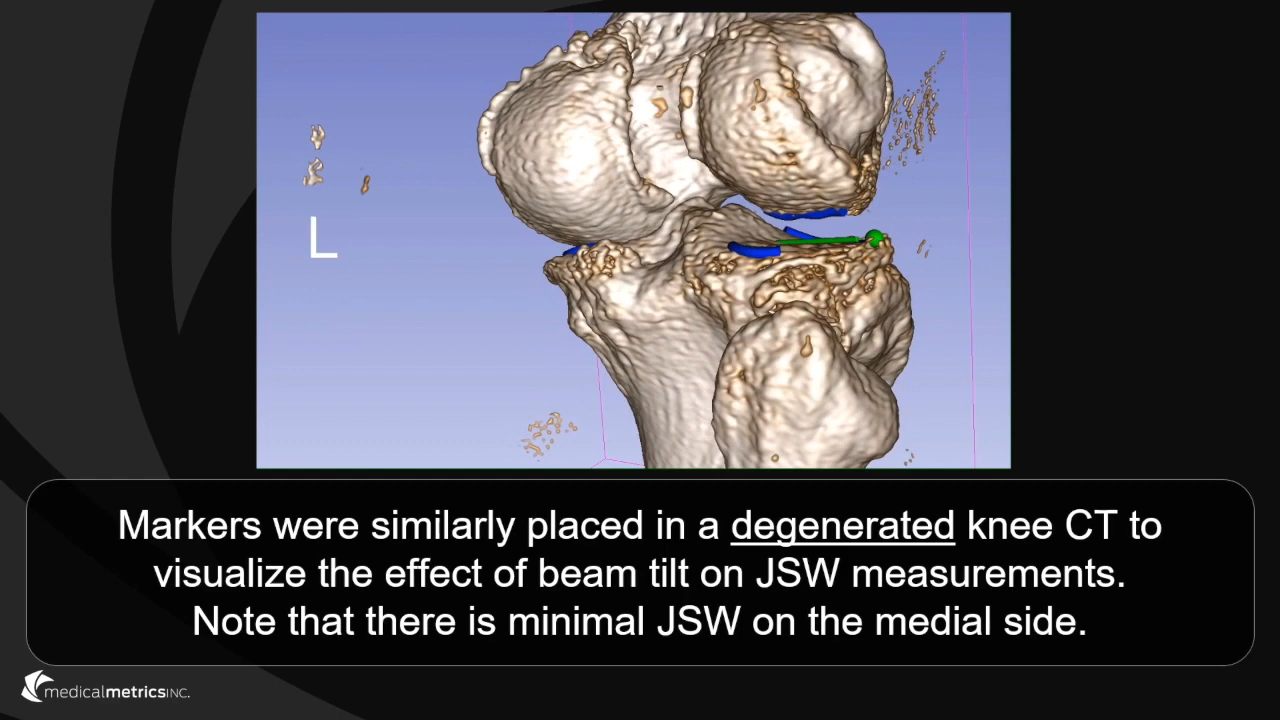 L
Markers were similarly placed in a degenerated knee CT to
visualize the effect of beam tilt on JSW measurements.
Note that there is minimal JSW on the medial side.
medicalmetricsINC.